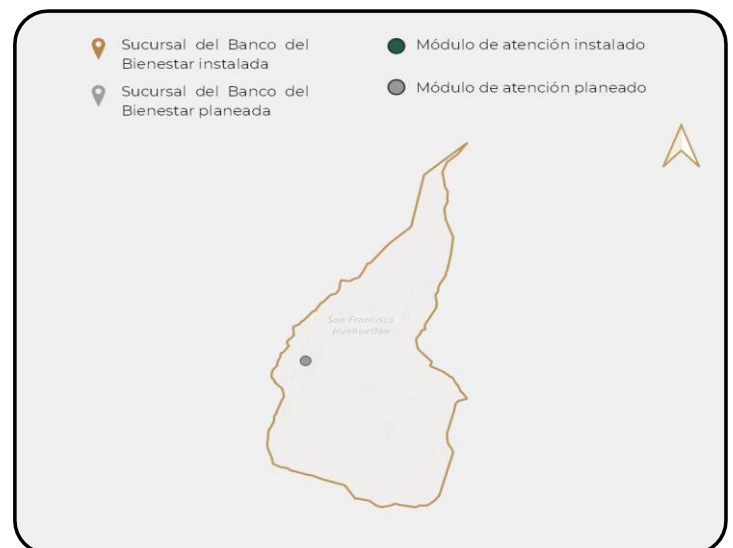 Sucursal del Banco del
Bienestar instalada
Sucursal del Banco del
Bienestar planeada
Módulo de atención instalado
Módulo de atención planeado
San Francisco
Huehuetlán